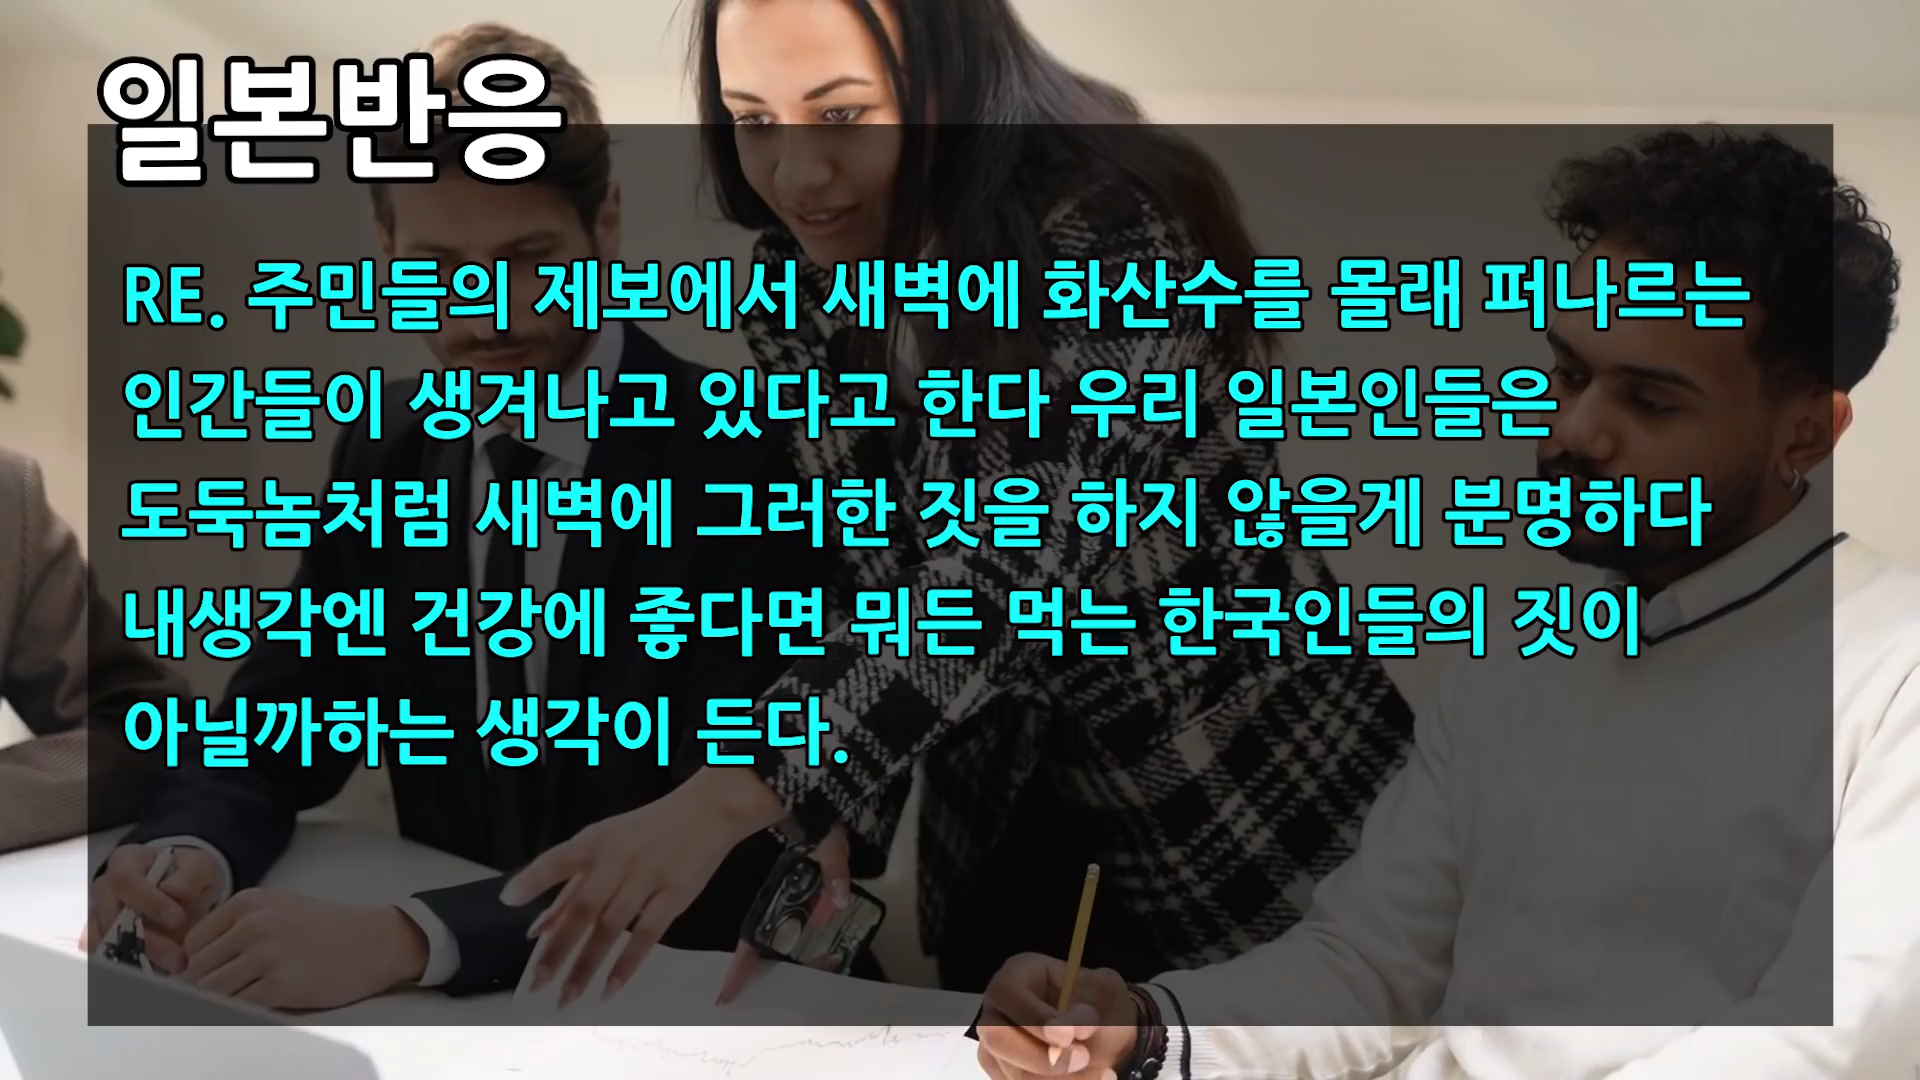 일본반응
RE. 주민들의 제보에서 새벽에 화산수를 몰래 퍼나르는
인간들이 생겨나고 있다고 한다 우리 일본인들은
도둑놈처럼 새벽에 그러한 짓을 하지 않을게 분명하다
내생각엔 건강에 좋다면 뭐든 먹는 한국인들의 짓이
아닐까하는 생각이 든다.